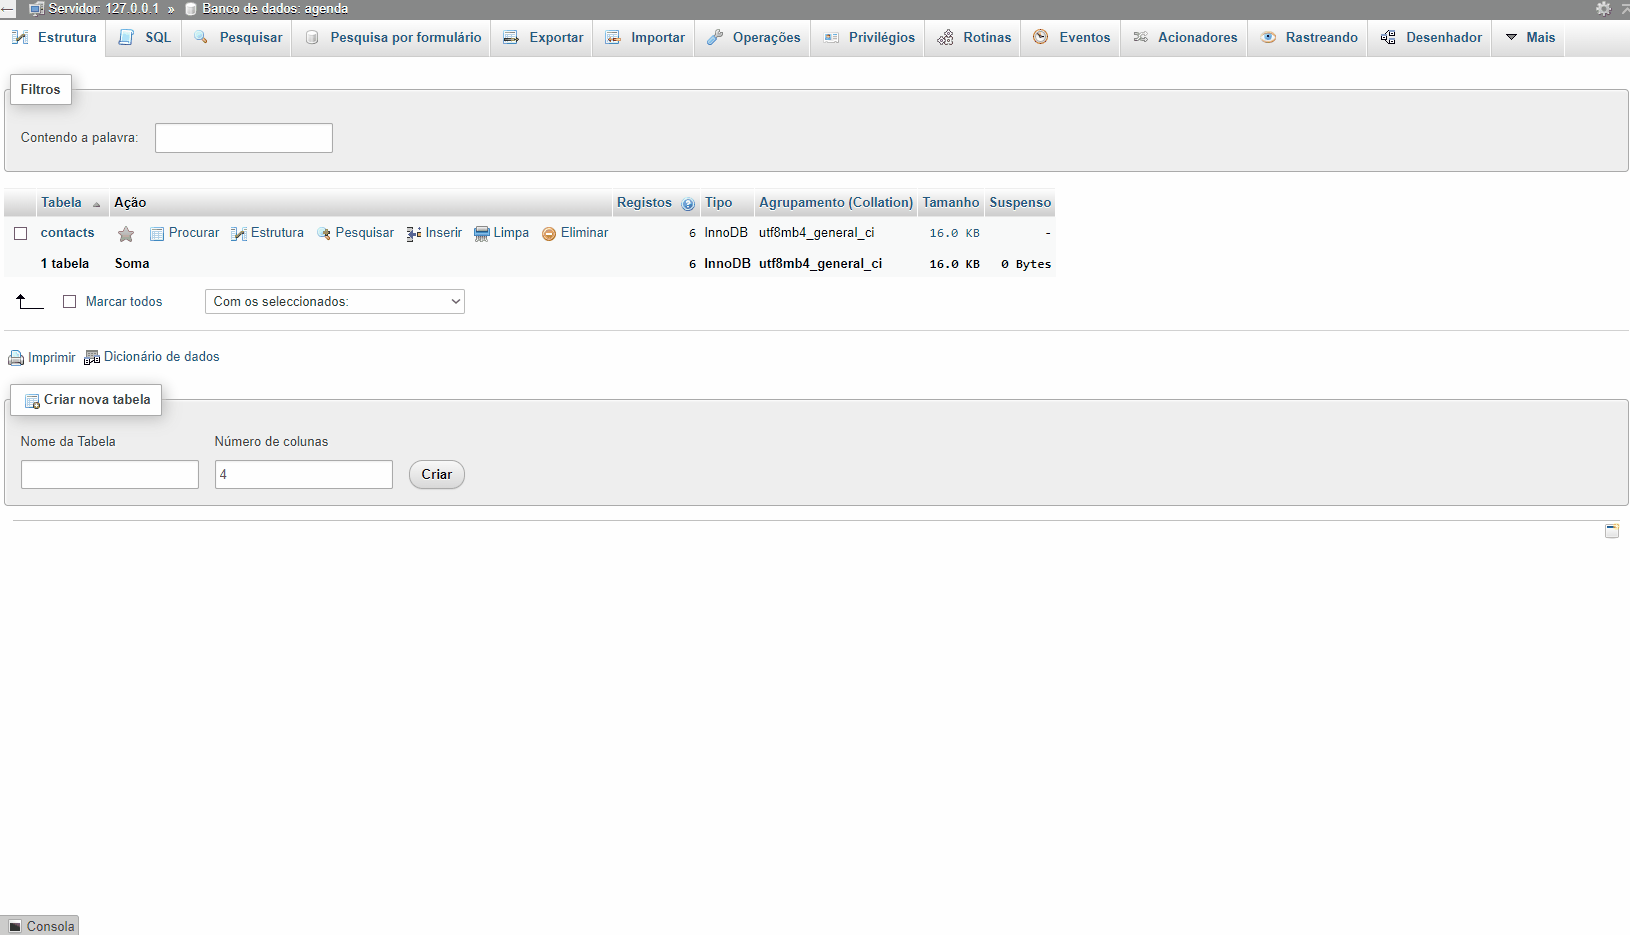 Servidor: 127.0.0.1 » Banco de dados: agenda
Estrutura SQL Pesquisar Pesquisa por formulário Exportar Importar Operações Privilégios Rotinas Eventos Acionadores Rastreando Desenhador Mais
Filtros
Contendo a palavra:
Tabela Ação Registos Tipo Agrupamento (Collation) Tamanho Suspenso
contacts Procurar Estrutura Pesquisar Inserir Limpa Eliminar 6 InnoDB utf8mb4_general_ci 16.0 KB -
1 tabela Soma 6 InnoDB utf8mb4_general_ci 16.0 KB 0 Bytes
Marcar todos Com os seleccionados:
Imprimir Dicionário de dados
Criar nova tabela
Nome da Tabela Número de colunas
4 Criar
Consola